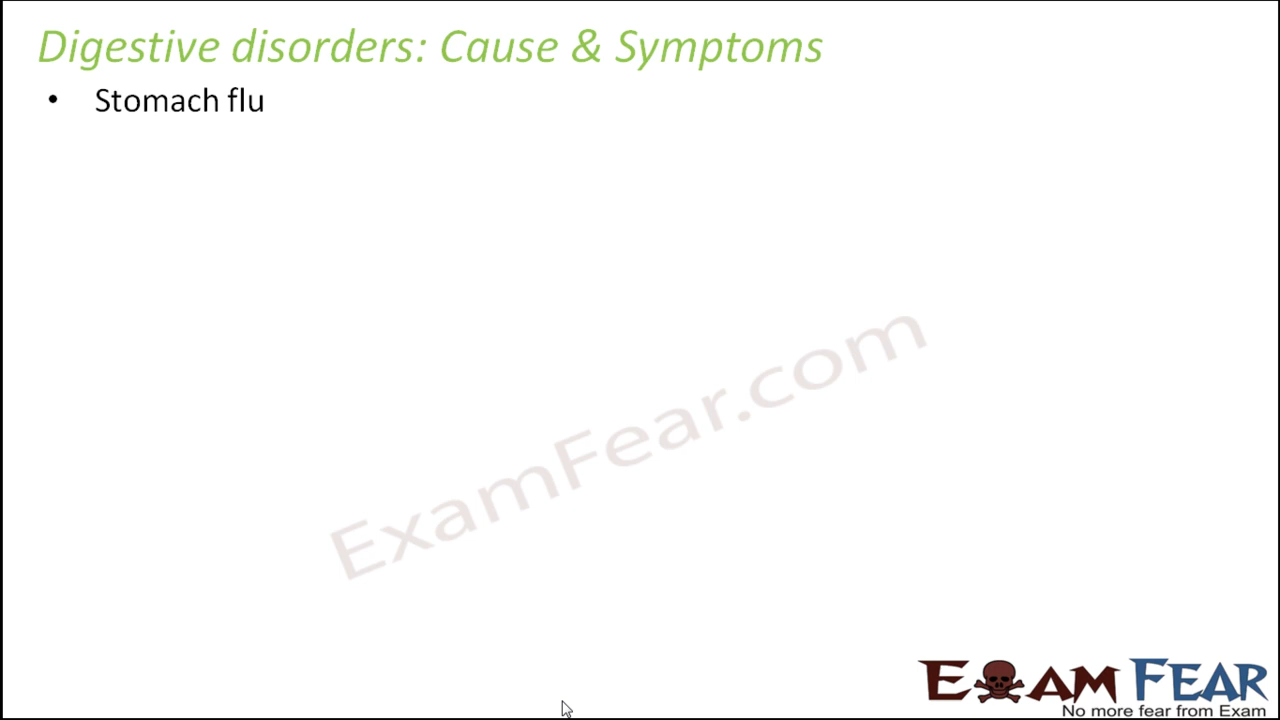 Digestive disorders: Cause & Symptoms
• Stomach flu
ExamFear.com
EXAM FEAR
No more fear from Exam